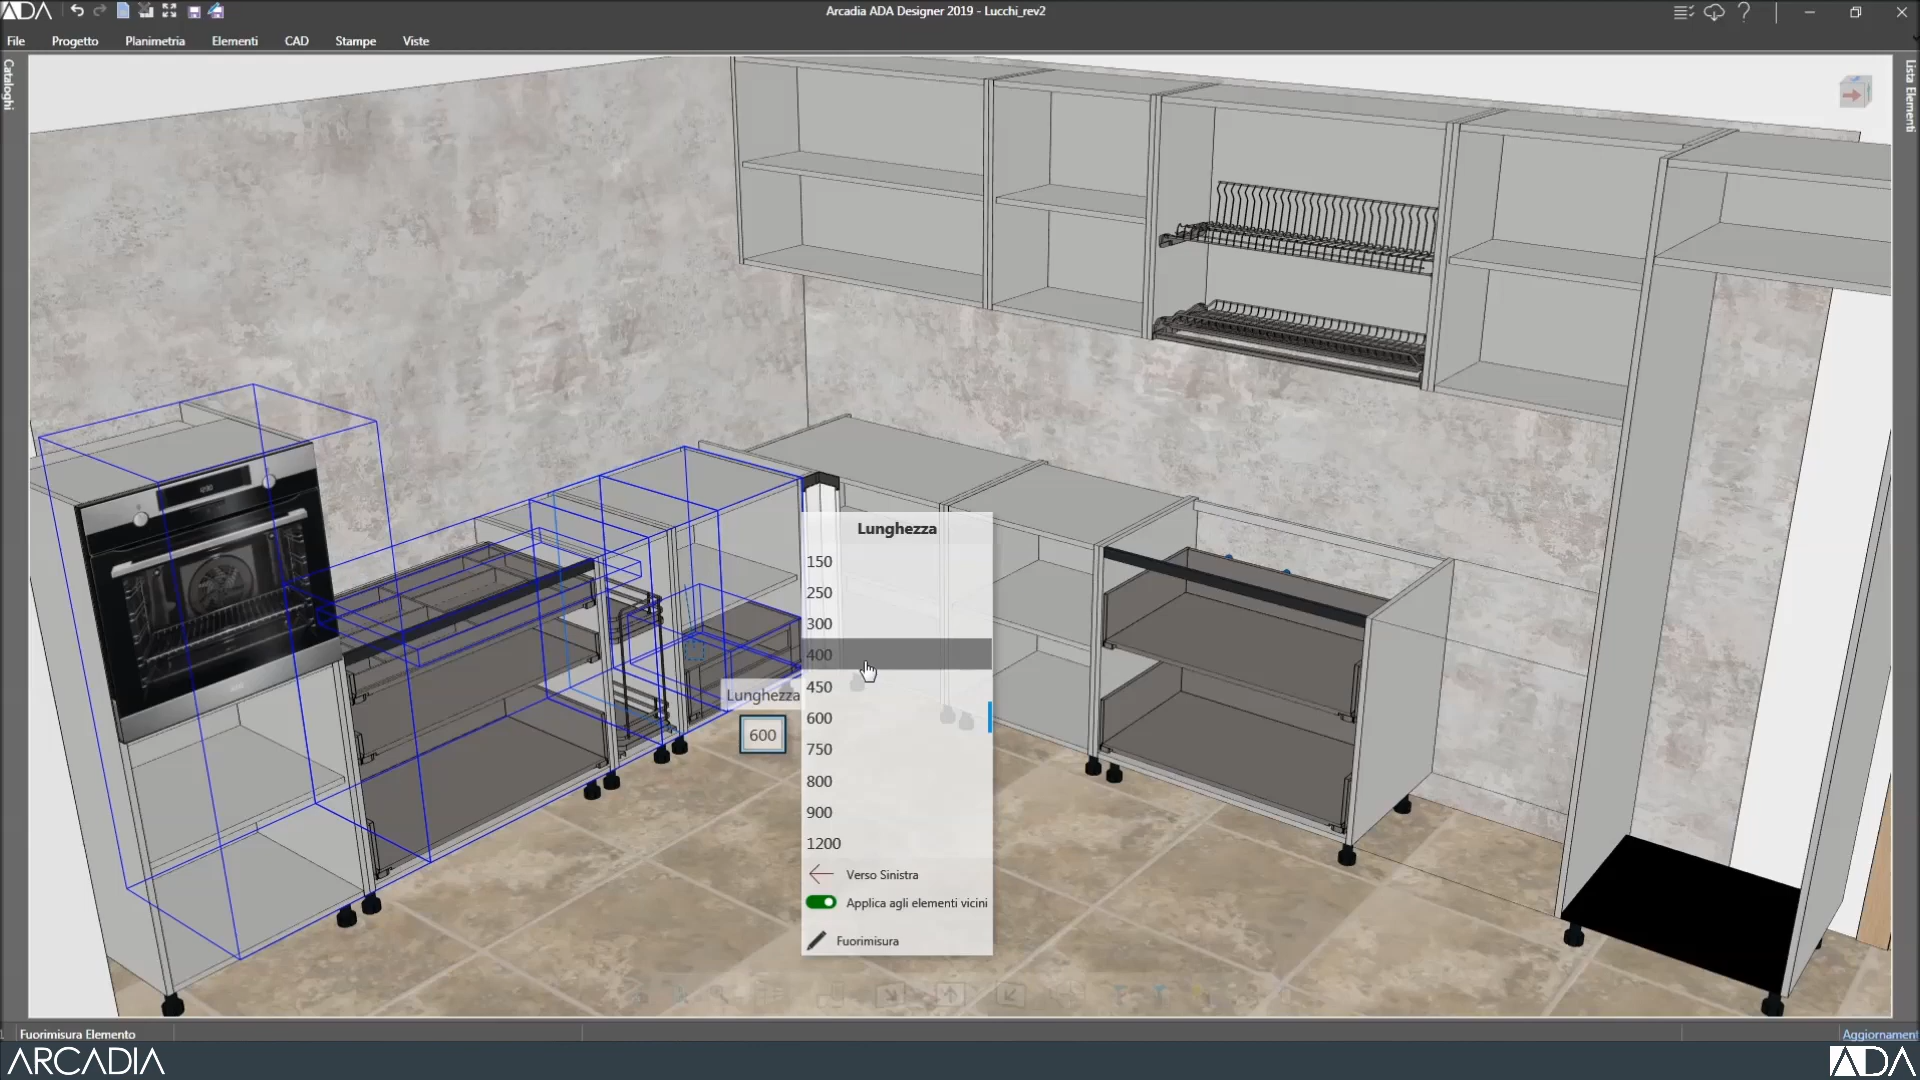 ADA
Arcadia ADA Designer 2019 - Lucchi_rev2
File
Progetto
Planimetria
Elementi
CAD
Stampe
Viste
Cataloghi
Lista Elementi
Lunghezza
150
250
300
400
450
600
750
800
900
1200
Verso Sinistra
Applica agli elementi vicini
Fuorimisura
Lunghezza
600
Fuorimisura Elemento
Aggiornament
ARCADIA
ADA